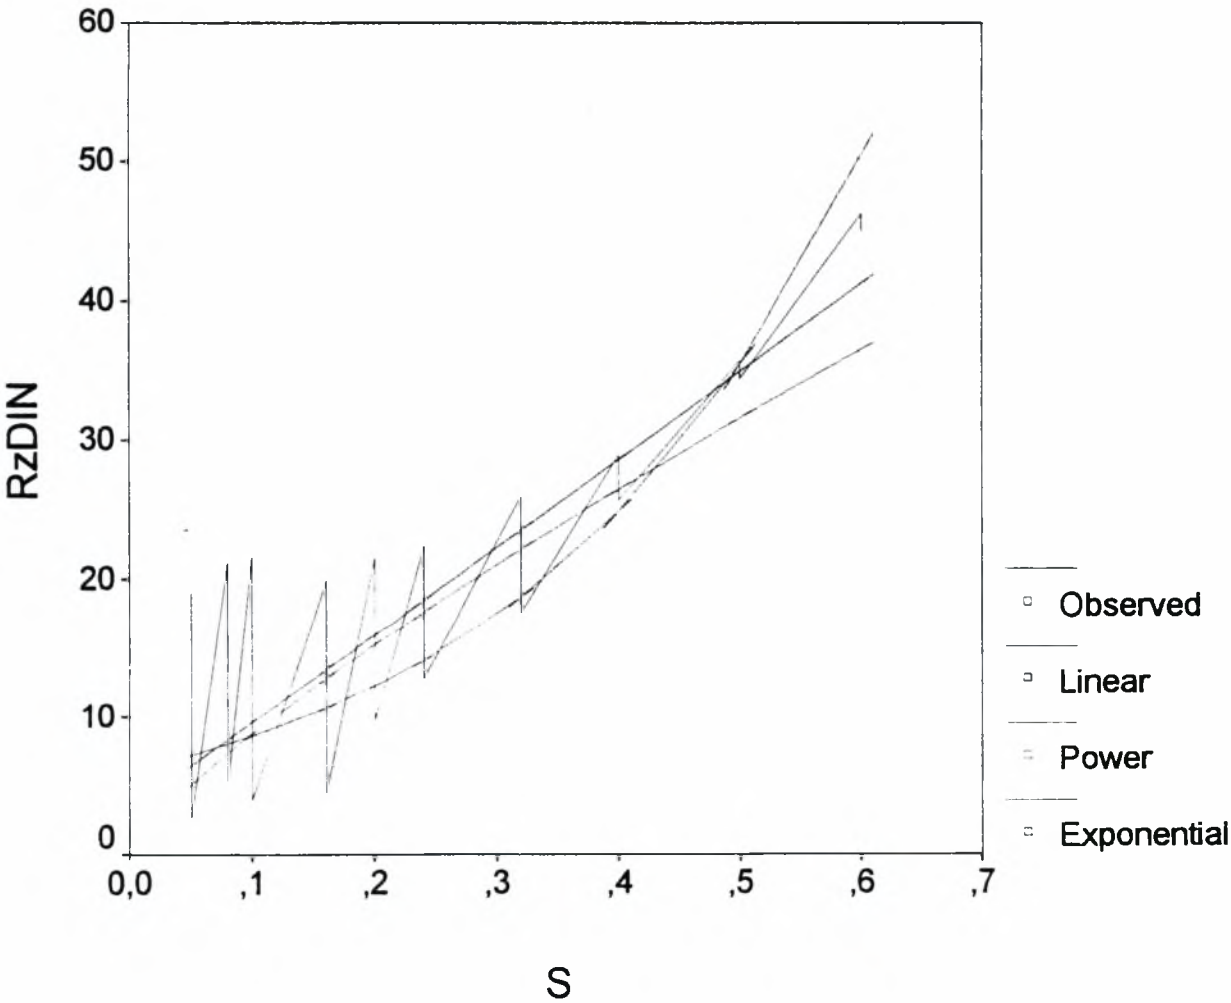 60
50
40
30
20
10
0
RzDIN
0,0 ,1 ,2 ,3 ,4 ,5 ,6 ,7
S
Observed
Linear
Power
Exponential